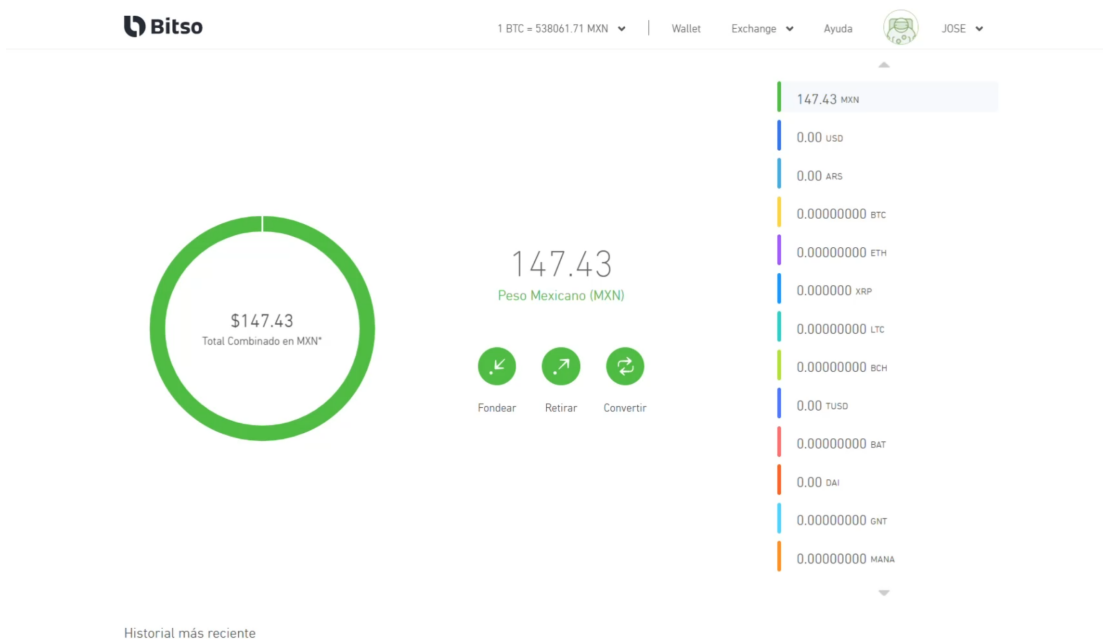 Bitso
1 BTC = 538061.71 MXN
Wallet
Exchange
Ayuda
JOSE
$147.43
Total Combinado en MXN*
147.43
Peso Mexicano (MXN)
Fondear
Retirar
Convertir
147.43 MXN
0.00 USD
0.00 ARS
0.00000000 BTC
0.00000000 ETH
0.000000 XRP
0.00000000 LTC
0.00000000 BCH
0.00 TUSD
0.00000000 BAT
0.00 DAI
0.00000000 GNT
0.00000000 MANA
Historial más reciente